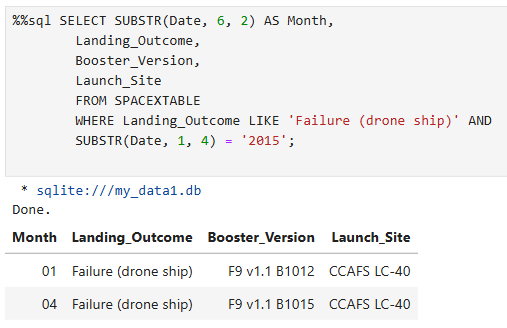 %%sql SELECT SUBSTR(Date, 6, 2) AS Month,
Landing_Outcome,
Booster_Version,
Launch_Site
FROM SPACEXTABLE
WHERE Landing_Outcome LIKE 'Failure (drone ship)' AND
SUBSTR(Date, 1, 4) = '2015';
* sqlite:///my_data1.db
Done.
Month Landing_Outcome Booster_Version Launch_Site
01 Failure (drone ship) F9 v1.1 B1012 CCAFS LC-40
04 Failure (drone ship) F9 v1.1 B1015 CCAFS LC-40